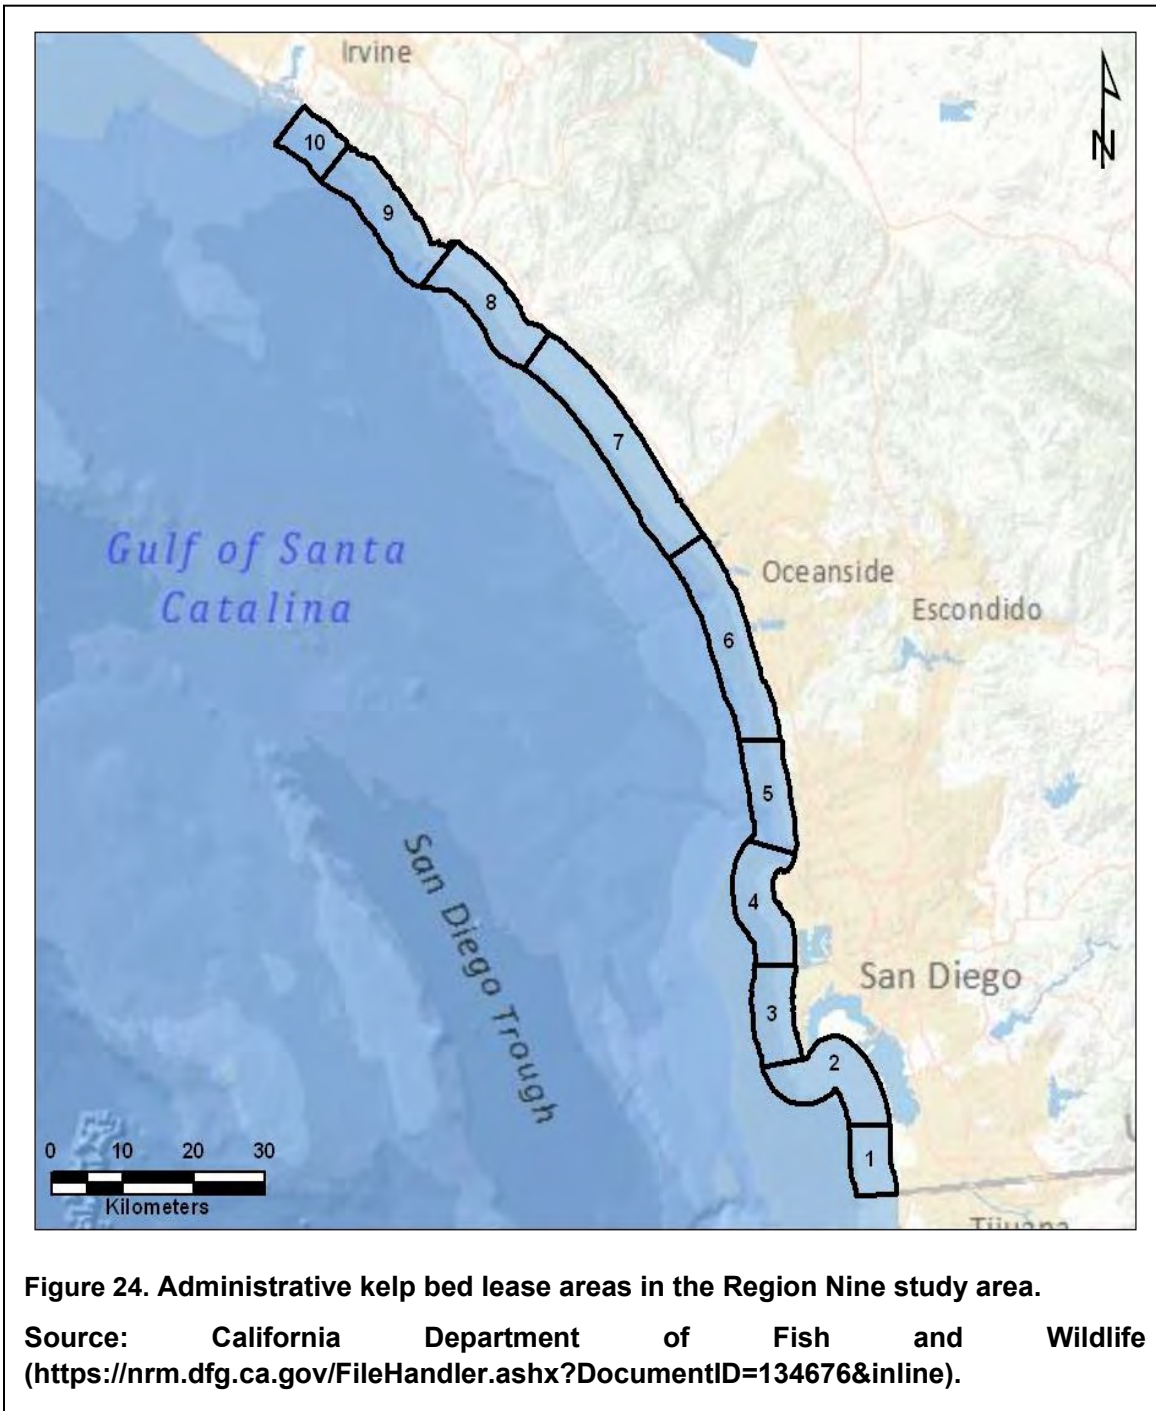 Irvine
N
10
9
8
7
Gulf of Santa
Catalina
Oceanside
Escondido
6
5
San Diego Trough
4
San Diego
3
2
1
0 10 20 30
Kilometers
Tijuana
Figure 24. Administrative kelp bed lease areas in the Region Nine study area.
Source: California Department of Fish and Wildlife
(https://nrm.dfg.ca.gov/FileHandler.ashx?DocumentID=134676&inline).